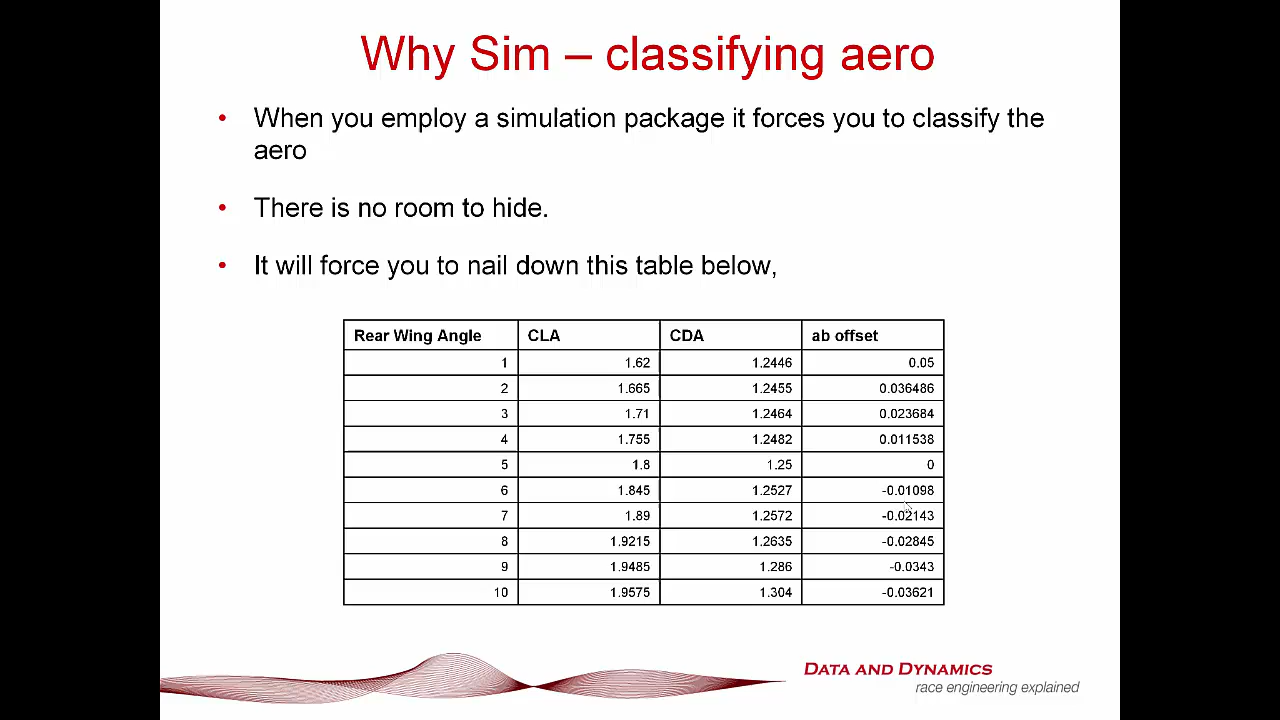 Why Sim – classifying aero
• When you employ a simulation package it forces you to classify the
aero
• There is no room to hide.
• It will force you to nail down this table below,
Rear Wing Angle CLA CDA ab offset
1 1.62 1.2446 0.05
2 1.665 1.2455 0.036486
3 1.71 1.2464 0.023684
4 1.755 1.2482 0.011538
5 1.8 1.25 0
6 1.845 1.2527 -0.01098
7 1.89 1.2572 -0.02143
8 1.9215 1.2635 -0.02845
9 1.9485 1.286 -0.0343
10 1.9575 1.304 -0.03621
DATA AND DYNAMICS
race engineering explained